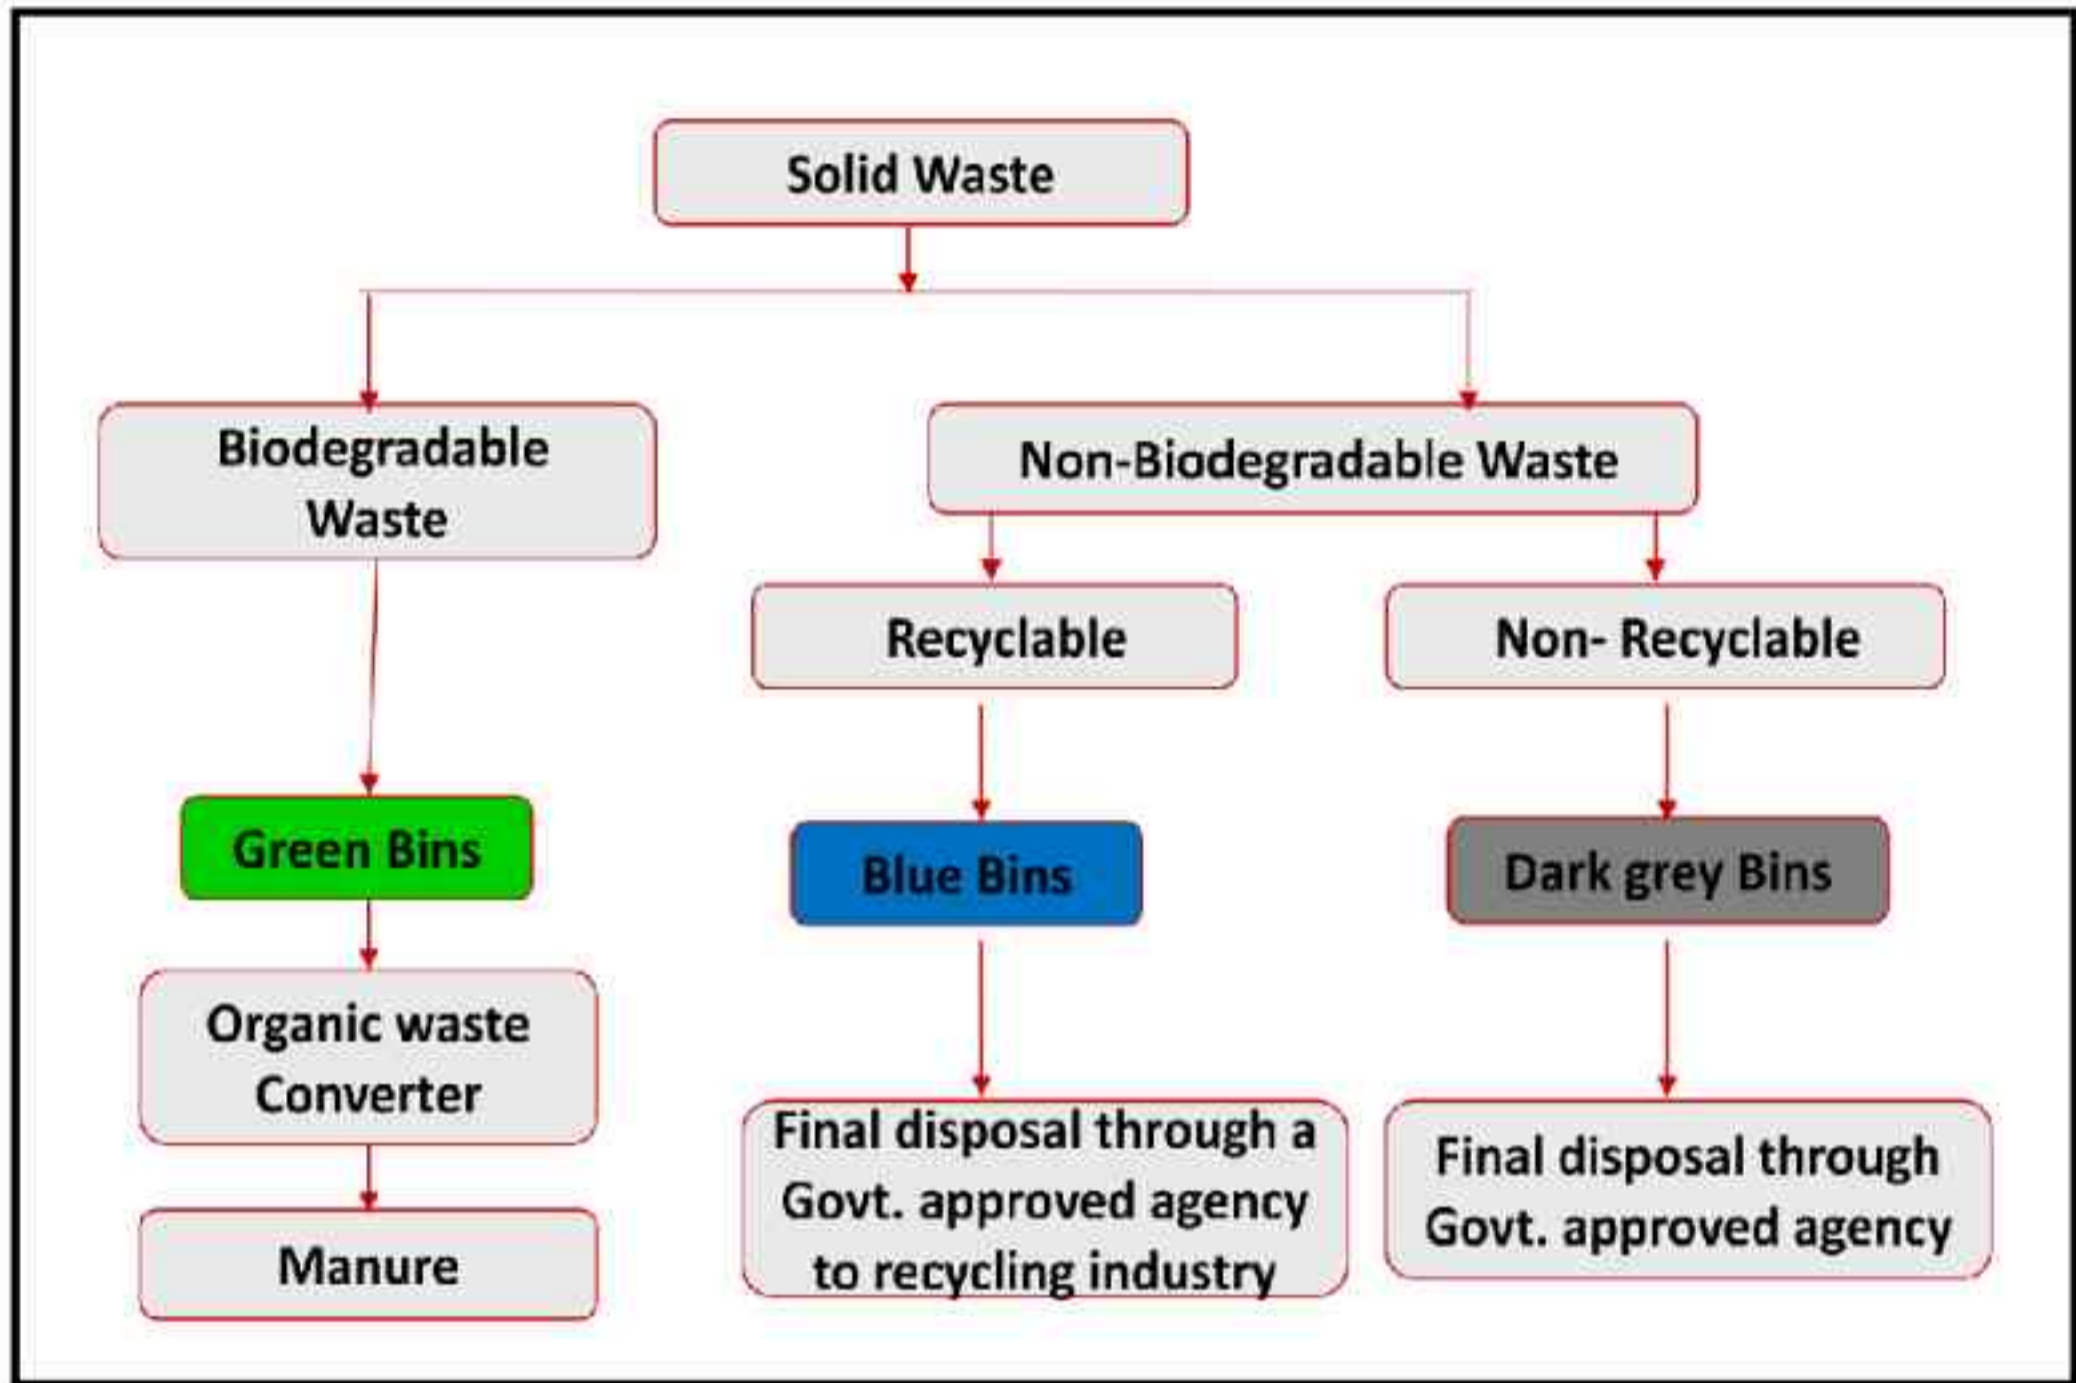 Solid Waste
Biodegradable
Waste
Non-Biodegradable Waste
Recyclable
Non- Recyclable
Green Bins
Blue Bins
Dark grey Bins
Organic waste
Converter
Final disposal through a
Govt. approved agency
to recycling industry
Final disposal through
Govt. approved agency
Manure